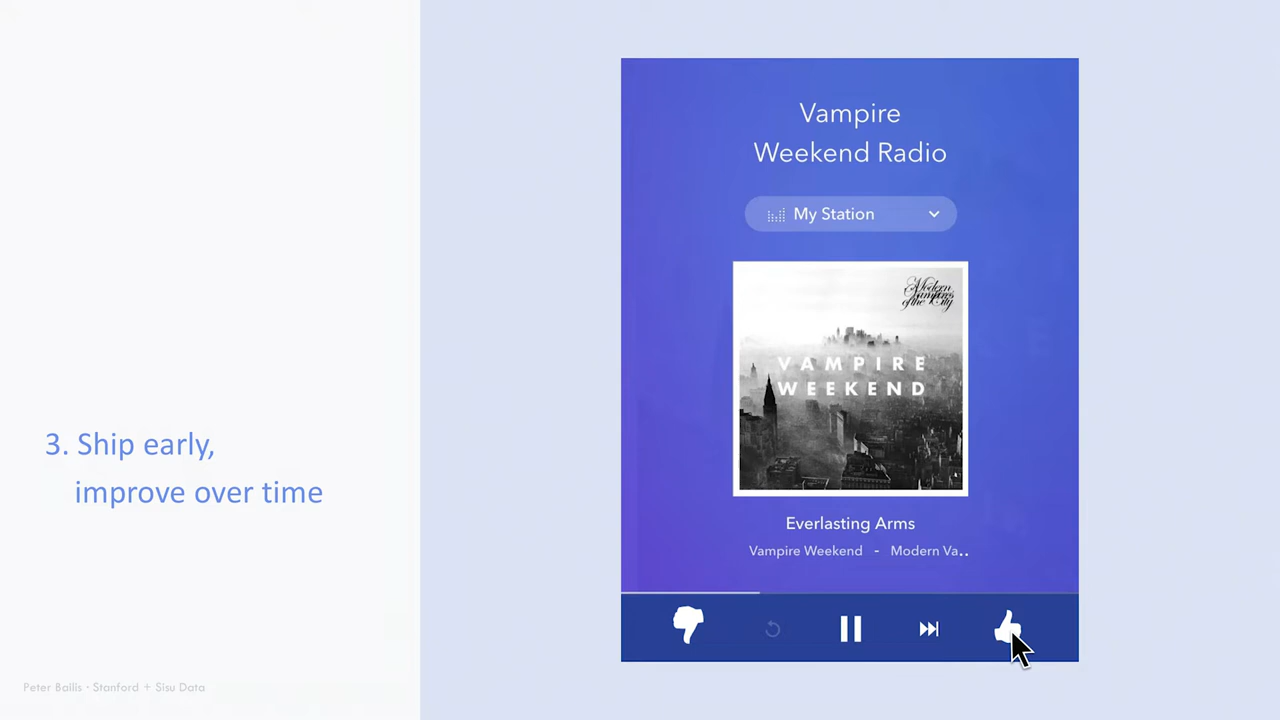 3. Ship early,
improve over time
Peter Bailis · Stanford + Sisu Data
Vampire
Weekend Radio
My Station
Modern
Vampires
of the City
VAMPIRE
WEEKEND
Everlasting Arms
Vampire Weekend - Modern Va..